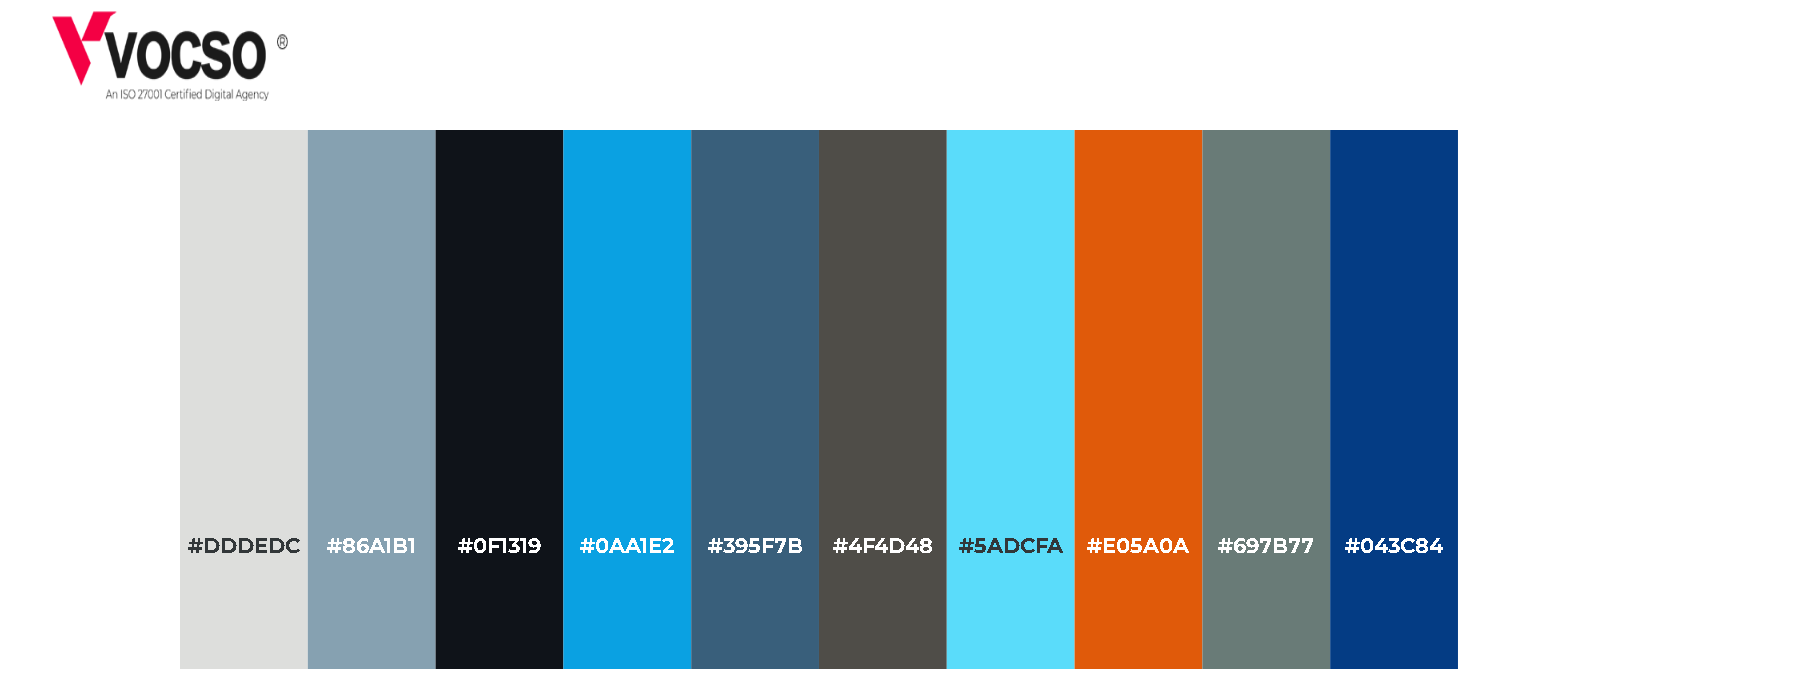 VOCSO ®
An ISO 27001 Certified Digital Agency
#DDDEDC #86A1B1 #0F1319 #0AA1E2 #395F7B #4F4D48 #5ADCFA #E05A0A #697B77 #043C84